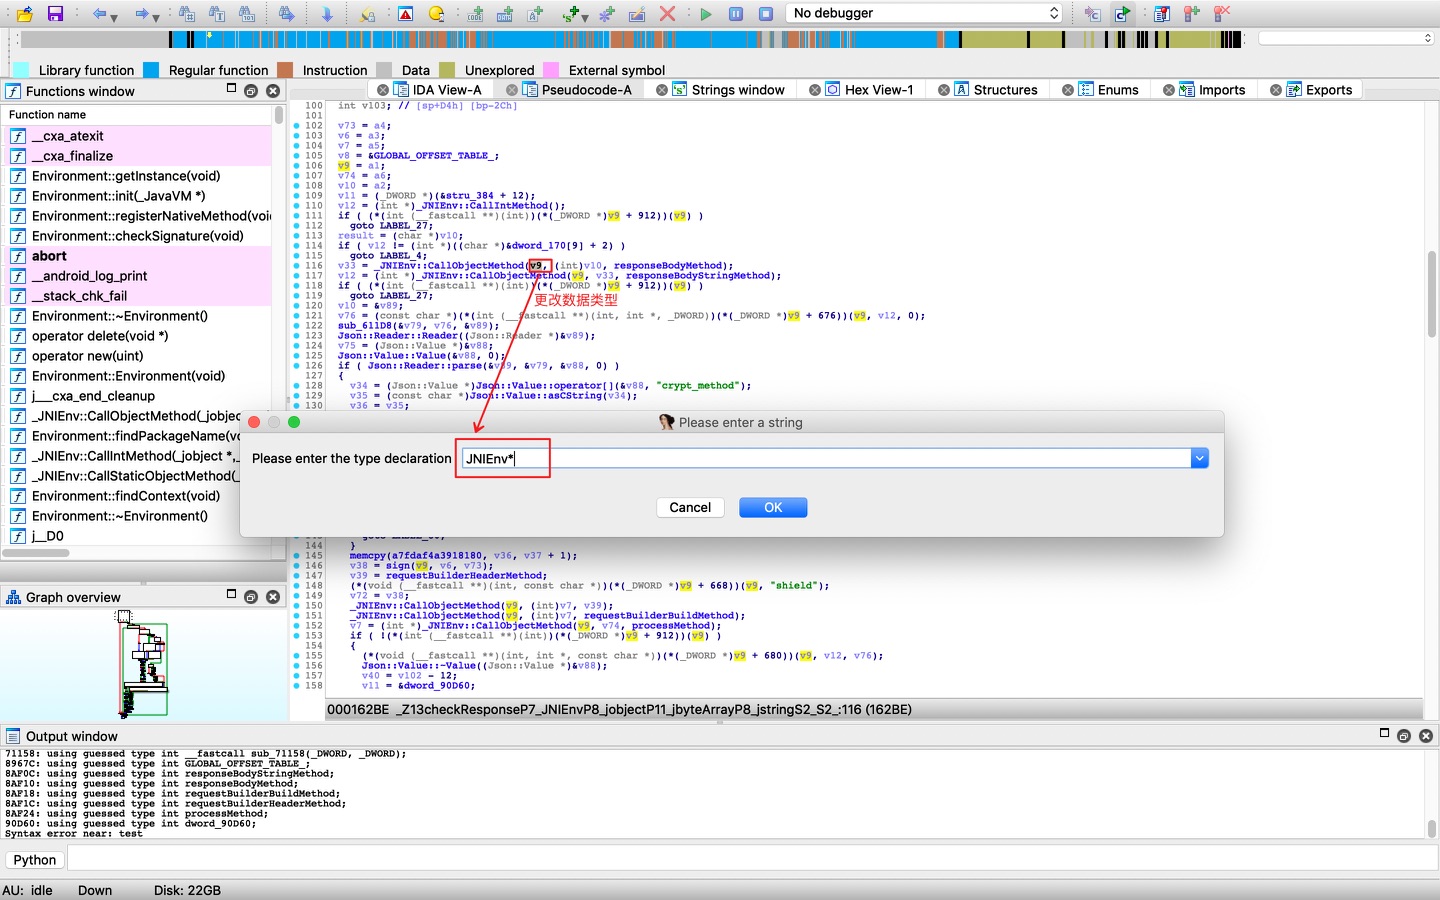 No debugger
Library function Regular function Instruction Data Unexplored External symbol
Functions window
IDA View-A Pseudocode-A Strings window Hex View-1 Structures Enums Imports Exports
Function name
__cxa_atexit
__cxa_finalize
Environment::getInstance(void)
Environment::init(_JavaVM *)
Environment::registerNativeMethod(voi
Environment::checkSignature(void)
abort
__android_log_print
__stack_chk_fail
Environment::~Environment()
operator delete(void *)
operator new(uint)
Environment::Environment(void)
j___cxa_end_cleanup
_JNIEnv::CallObjectMethod(_jobjec
Environment::findPackageName(vo
_JNIEnv::CallIntMethod(_jobject *,_
_JNIEnv::CallStaticObjectMethod(_
Environment::findContext(void)
Environment::~Environment()
j__D0
100 int v103; // [sp+D4h] [bp-2Ch]
101
102 v73 = a4;
103 v6 = a3;
104 v7 = a5;
105 v8 = &GLOBAL_OFFSET_TABLE_;
106 v9 = a1;
107 v74 = a6;
108 v10 = a2;
109 v11 = (_DWORD *)(&stru_384 + 12);
110 v12 = (int *)_JNIEnv::CallIntMethod();
111 if ( (*(int (__fastcall **)(int))(*(_DWORD *)v9 + 912))(v9) )
112 goto LABEL_27;
113 result = (char *)v10;
114 if ( v12 != (int *)((char *)&dword_170[9] + 2) )
115 goto LABEL_4;
116 v33 = _JNIEnv::CallObjectMethod(v9, (int)v10, responseBodyMethod);
117 v12 = (int *)_JNIEnv::CallObjectMethod(v9, v33, responseBodyStringMethod);
118 if ( (*(int (__fastcall **)(int))(*(_DWORD *)v9 + 912))(v9) )
119 goto LABEL_27;
更改数据类型
120 v10 = &v89;
121 v76 = (const char *)(*(int (__fastcall **)(int, int *, _DWORD))(*(_DWORD *)v9 + 676))(v9, v12, 0);
122 sub_611D8(&v79, v76, &v89);
123 Json::Reader::Reader((Json::Reader *)&v89);
124 v75 = (Json::Value *)&v88;
125 Json::Value::Value(&v88, 0);
126 if ( Json::Reader::parse(&v89, &v79, &v88, 0) )
127 {
128 v34 = (Json::Value *)Json::Value::operator[](&v88, "crypt_method");
129 v35 = (const char *)Json::Value::asCString(v34);
130 v36 = v35;
Please enter a string
Please enter the type declaration JNIEnv*
Cancel OK
144 }
145 memcpy(a7fdaf4a3918180, v36, v37 + 1);
146 v38 = sign(v9, v6, v73);
147 v39 = requestBuilderHeaderMethod;
148 (*(void (__fastcall **)(int, const char *))(*(_DWORD *)v9 + 668))(v9, "shield");
149 v72 = v38;
150 _JNIEnv::CallObjectMethod(v9, (int)v7, v39);
151 _JNIEnv::CallObjectMethod(v9, (int)v7, requestBuilderBuildMethod);
152 v7 = (int *)_JNIEnv::CallObjectMethod(v9, v74, processMethod);
153 if ( !(*(int (__fastcall **)(int))(*(_DWORD *)v9 + 912))(v9) )
154 {
155 (*(void (__fastcall **)(int, int *, const char *))(*(_DWORD *)v9 + 680))(v9, v12, v76);
156 Json::Value::~Value((Json::Value *)&v88);
157 v40 = v102 - 12;
158 v11 = &dword_90D60;
Graph overview
000162BE _Z13checkResponseP7_JNIEnvP8_jobjectP11_jbyteArrayP8_jstringS2_S2_:116 (162BE)
Output window
71158: using guessed type int __fastcall sub_71158(_DWORD, _DWORD);
8967C: using guessed type int GLOBAL_OFFSET_TABLE_;
8AF0C: using guessed type int responseBodyStringMethod;
8AF10: using guessed type int responseBodyMethod;
8AF18: using guessed type int requestBuilderBuildMethod;
8AF1C: using guessed type int requestBuilderHeaderMethod;
8AF24: using guessed type int processMethod;
90D60: using guessed type int dword_90D60;
Syntax error near: test
Python
AU: idle Down Disk: 22GB